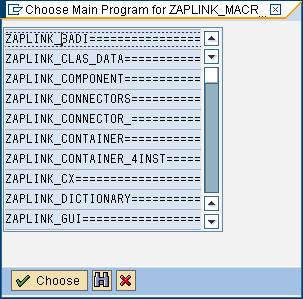 Choose Main Program for ZAPLINK_MACR...
ZAPLINK_BADI==================
ZAPLINK_CLAS_DATA=============
ZAPLINK_COMPONENT=============
ZAPLINK_CONNECTORS============
ZAPLINK_CONNECTOR_============
ZAPLINK_CONTAINER=============
ZAPLINK_CONTAINER_4INST=======
ZAPLINK_CX====================
ZAPLINK_DICTIONARY============
ZAPLINK_GUI===================
Choose